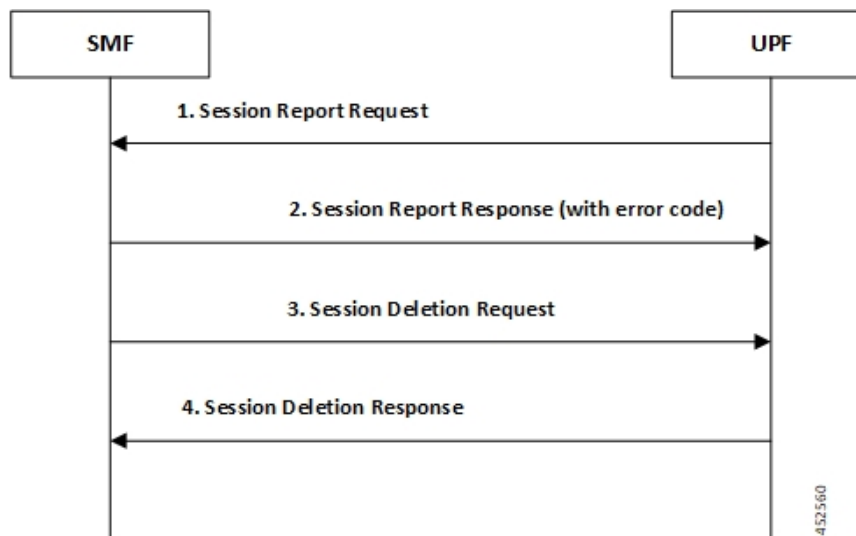 SMF
UPF
1. Session Report Request
2. Session Report Response (with error code)
3. Session Deletion Request
4. Session Deletion Response
452560